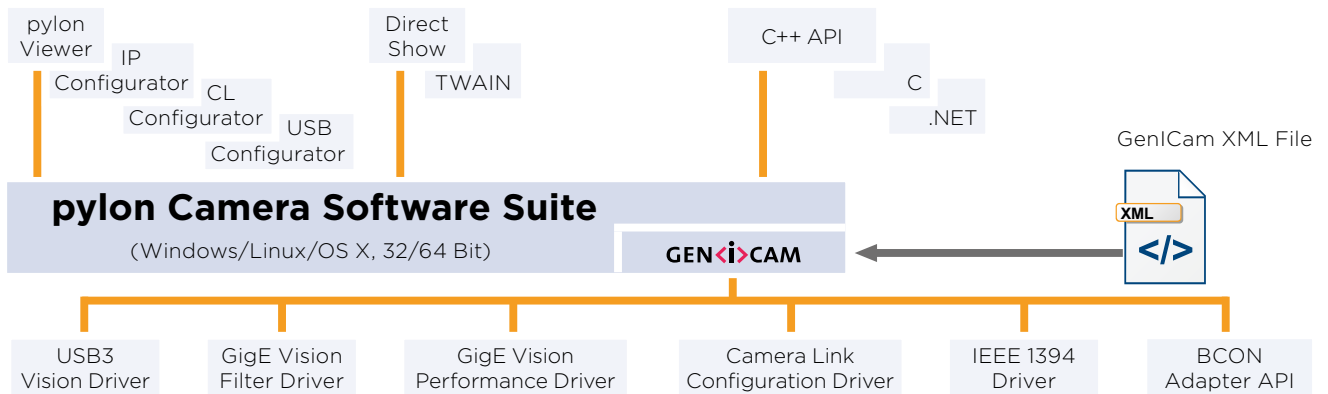 pylon
Viewer
IP
Configurator
CL
Configurator
USB
Configurator
Direct
Show
TWAIN
C++ API
C
.NET
GenICam XML File
XML
</>
pylon Camera Software Suite
(Windows/Linux/OS X, 32/64 Bit)
GEN<i>CAM
USB3
Vision Driver
GigE Vision
Filter Driver
GigE Vision
Performance Driver
Camera Link
Configuration Driver
IEEE 1394
Driver
BCON
Adapter API